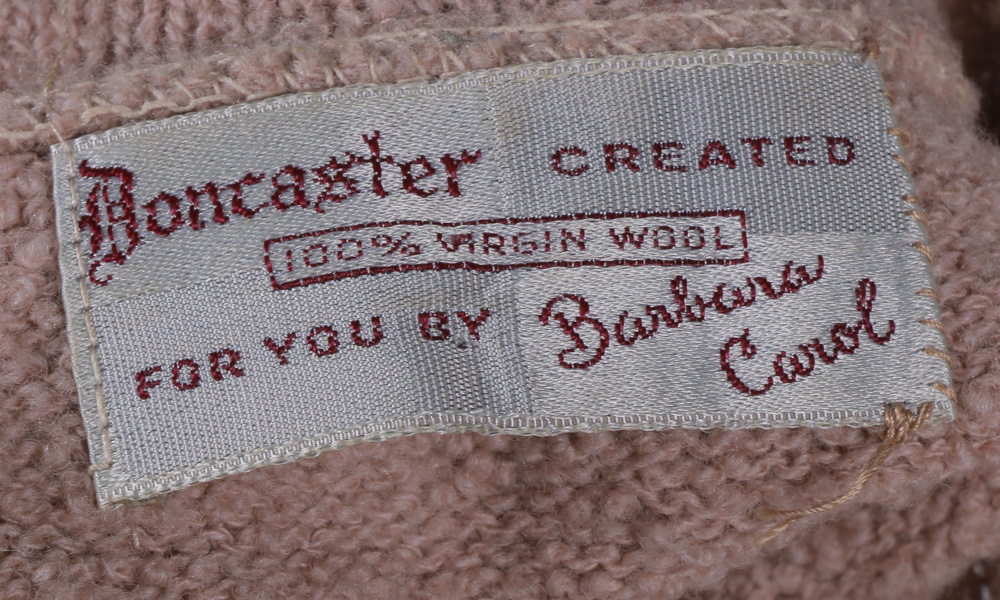 Doncaster CREATED
100% VIRGIN WOOL
FOR YOU BY Barbara
Carol